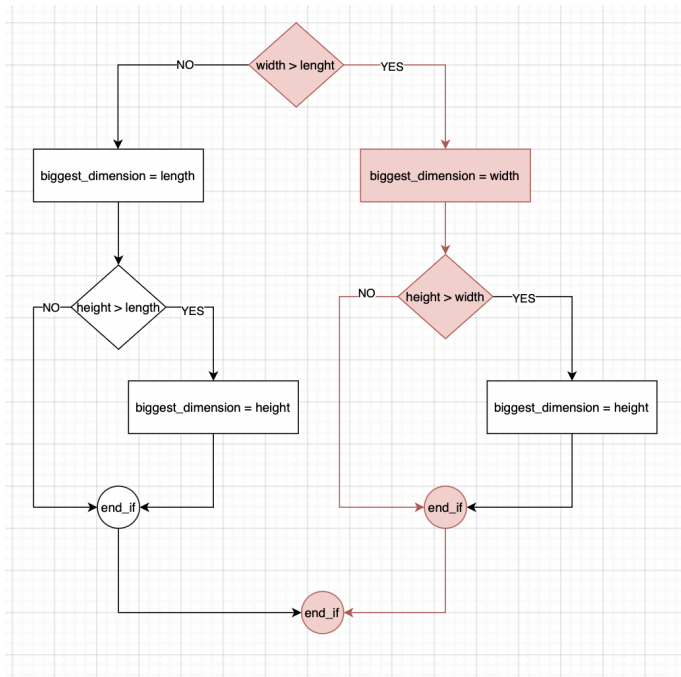 width > lenght
NO
YES
biggest_dimension = length
biggest_dimension = width
NO
height > length
YES
NO
height > width
YES
biggest_dimension = height
biggest_dimension = height
end_if
end_if
end_if